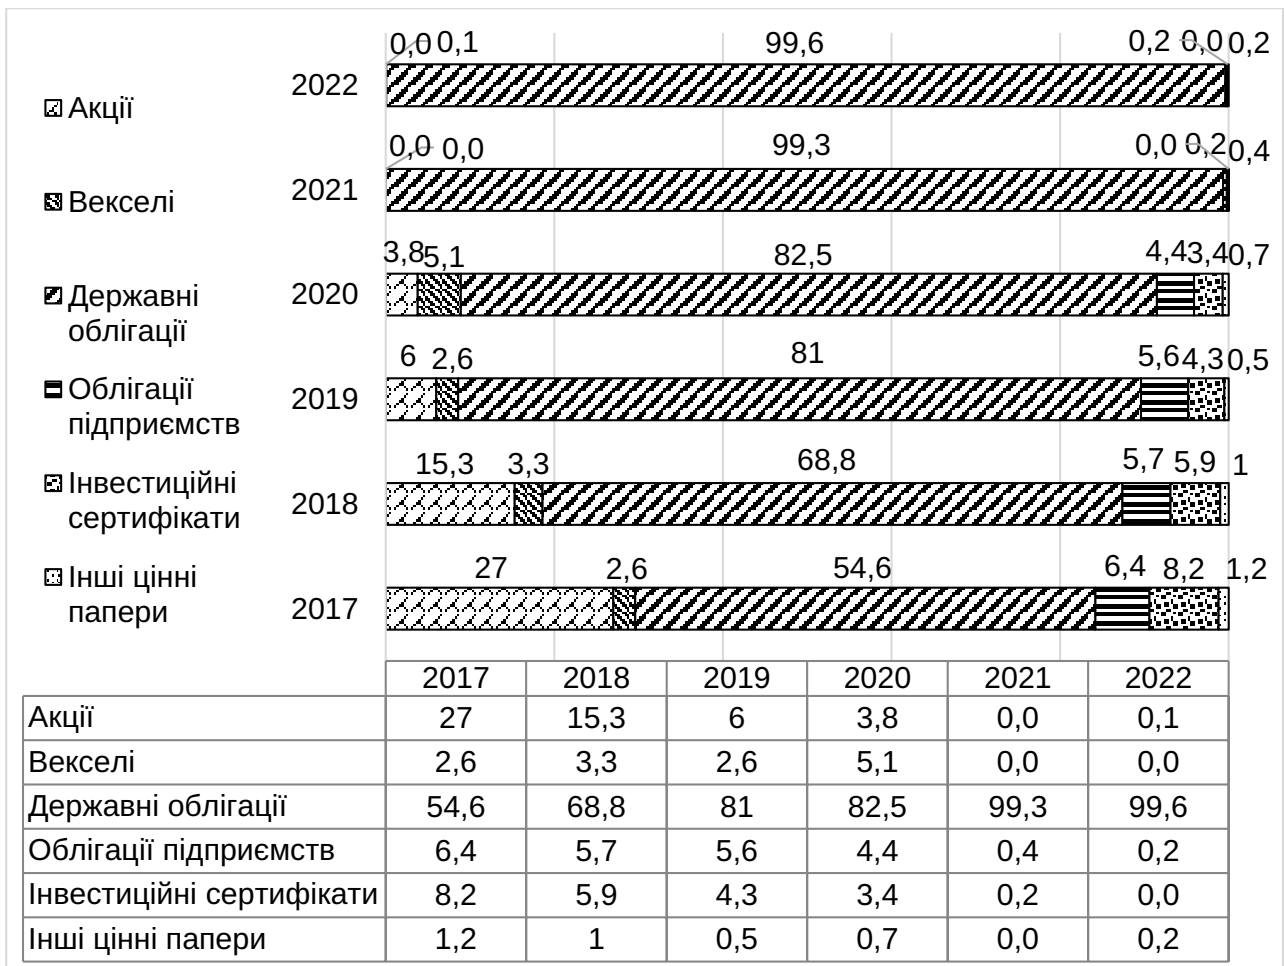 0,0 0,1 99,6 0,2 0,0 0,2
2022
Акції
0,0 0,0 99,3 0,0 0,2 0,4
2021
Векселі
3,8 5,1 82,5 4,4 3,4 0,7
2020
Державні
облігації
6 2,6 81 5,6 4,3 0,5
2019
Облігації
підприємств
15,3 3,3 68,8 5,7 5,9 1
2018
Інвестиційні
сертифікати
27 2,6 54,6 6,4 8,2 1,2
2017
Інші цінні
папери
2017 2018 2019 2020 2021 2022
Акції 27 15,3 6 3,8 0,0 0,1
Векселі 2,6 3,3 2,6 5,1 0,0 0,0
Державні облігації 54,6 68,8 81 82,5 99,3 99,6
Облігації підприємств 6,4 5,7 5,6 4,4 0,4 0,2
Інвестиційні сертифікати 8,2 5,9 4,3 3,4 0,2 0,0
Інші цінні папери 1,2 1 0,5 0,7 0,0 0,2